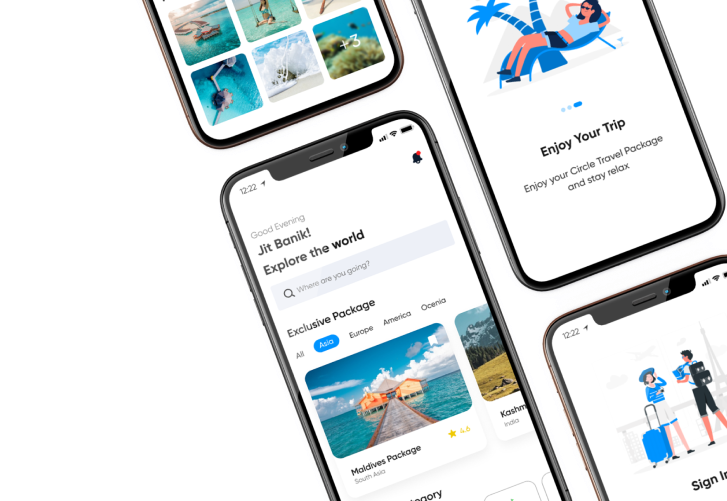 +3
Enjoy Your Trip
Enjoy your Circle Travel Package
and stay relax
12:22
Good Evening
Jit Banik!
Explore the world
Where are you going?
Exclusive Package
All Asia Europe America Ocenia
Maldives Package
4.6
South Asia
Kashm
India
egory
12:22
Sign In